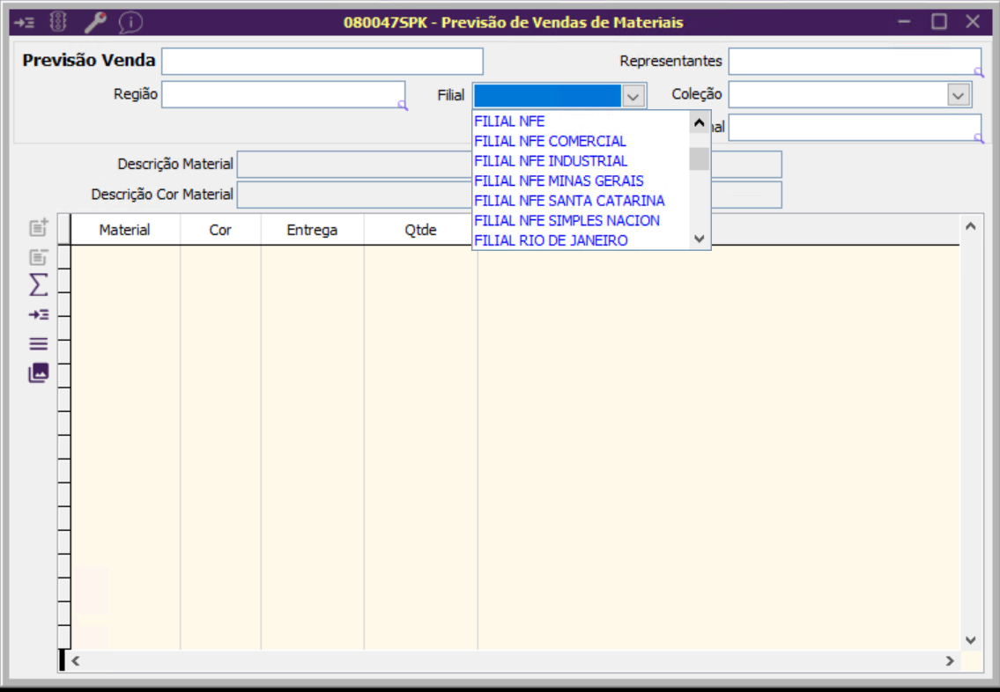 080047SPK - Previsão de Vendas de Materiais
Previsão Venda
Representantes
Região
Filial
Coleção
FILIAL NFE
FILIAL NFE COMERCIAL
FILIAL NFE INDUSTRIAL
FILIAL NFE MINAS GERAIS
FILIAL NFE SANTA CATARINA
FILIAL NFE SIMPLES NACION
FILIAL RIO DE JANEIRO
Descrição Material
Descrição Cor Material
Material Cor Entrega Qtde